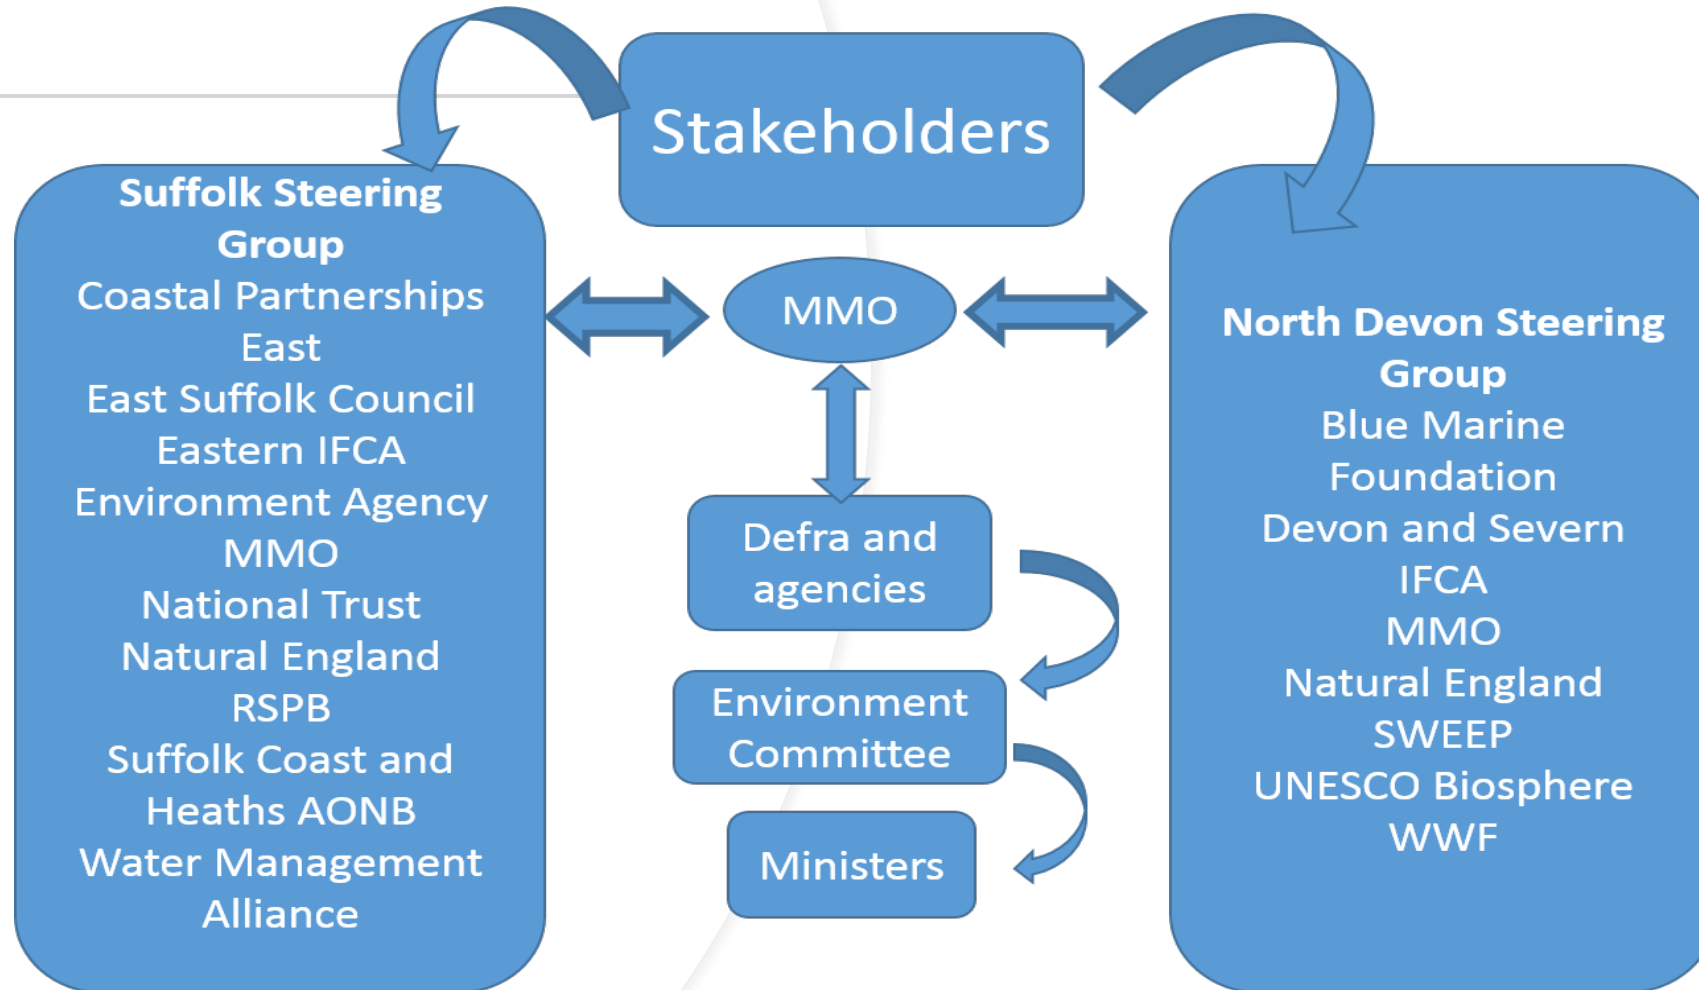 Stakeholders
Suffolk Steering
Group
Coastal Partnerships
East
East Suffolk Council
Eastern IFCA
Environment Agency
MMO
National Trust
Natural England
RSPB
Suffolk Coast and
Heaths AONB
Water Management
Alliance
MMO
Defra and
agencies
Environment
Committee
Ministers
North Devon Steering
Group
Blue Marine
Foundation
Devon and Severn
IFCA
MMO
Natural England
SWEEP
UNESCO Biosphere
WWF